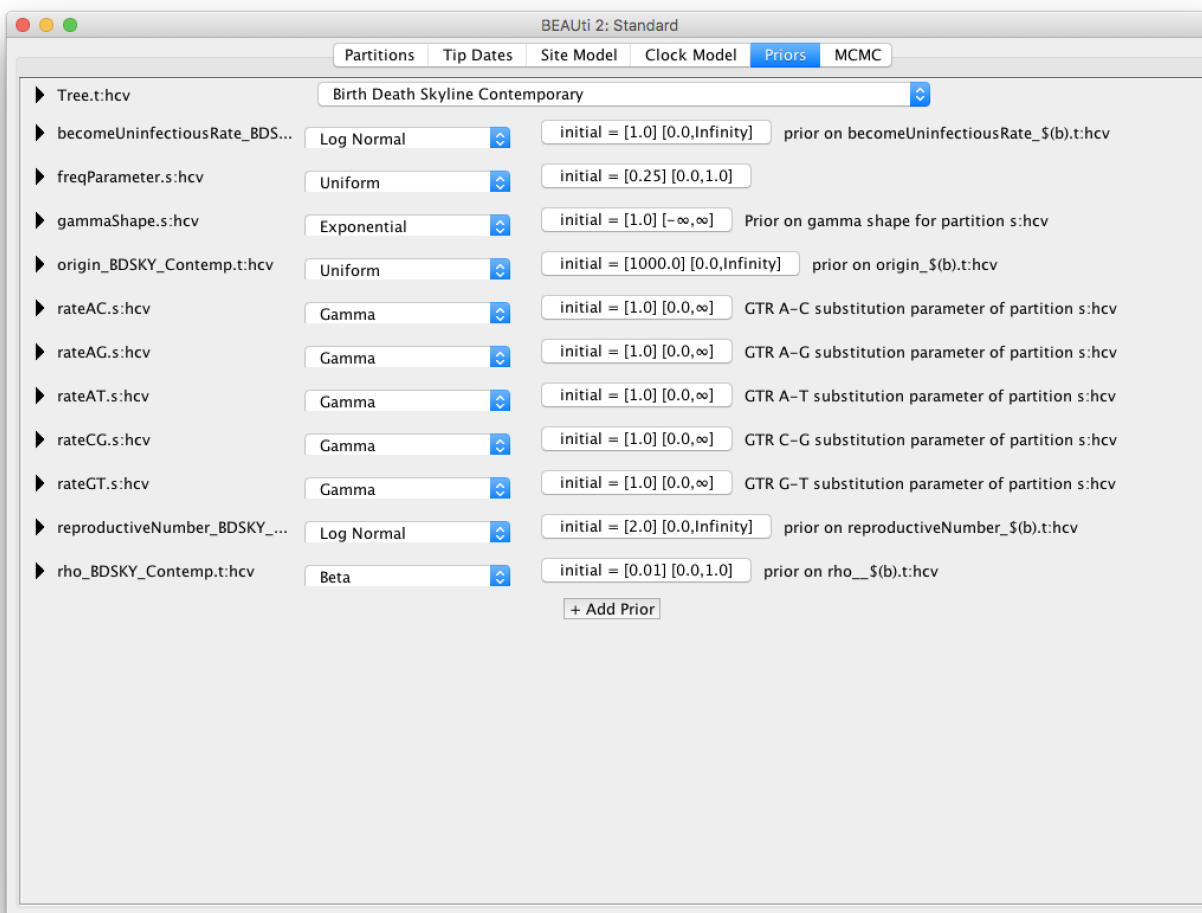 BEAUti 2: Standard
Partitions Tip Dates Site Model Clock Model Priors MCMC
Tree.t:hcv Birth Death Skyline Contemporary
becomeUninfectiousRate_BDS... Log Normal initial = [1.0] [0.0,Infinity] prior on becomeUninfectiousRate_$(b).t:hcv
freqParameter.s:hcv Uniform initial = [0.25] [0.0,1.0]
gammaShape.s:hcv Exponential initial = [1.0] [-∞,∞] Prior on gamma shape for partition s:hcv
origin_BDSKY_Contemp.t:hcv Uniform initial = [1000.0] [0.0,Infinity] prior on origin_$(b).t:hcv
rateAC.s:hcv Gamma initial = [1.0] [0.0,∞] GTR A-C substitution parameter of partition s:hcv
rateAG.s:hcv Gamma initial = [1.0] [0.0,∞] GTR A-G substitution parameter of partition s:hcv
rateAT.s:hcv Gamma initial = [1.0] [0.0,∞] GTR A-T substitution parameter of partition s:hcv
rateCG.s:hcv Gamma initial = [1.0] [0.0,∞] GTR C-G substitution parameter of partition s:hcv
rateGT.s:hcv Gamma initial = [1.0] [0.0,∞] GTR G-T substitution parameter of partition s:hcv
reproductiveNumber_BDSKY_... Log Normal initial = [2.0] [0.0,Infinity] prior on reproductiveNumber_$(b).t:hcv
rho_BDSKY_Contemp.t:hcv Beta initial = [0.01] [0.0,1.0] prior on rho__$(b).t:hcv
+ Add Prior